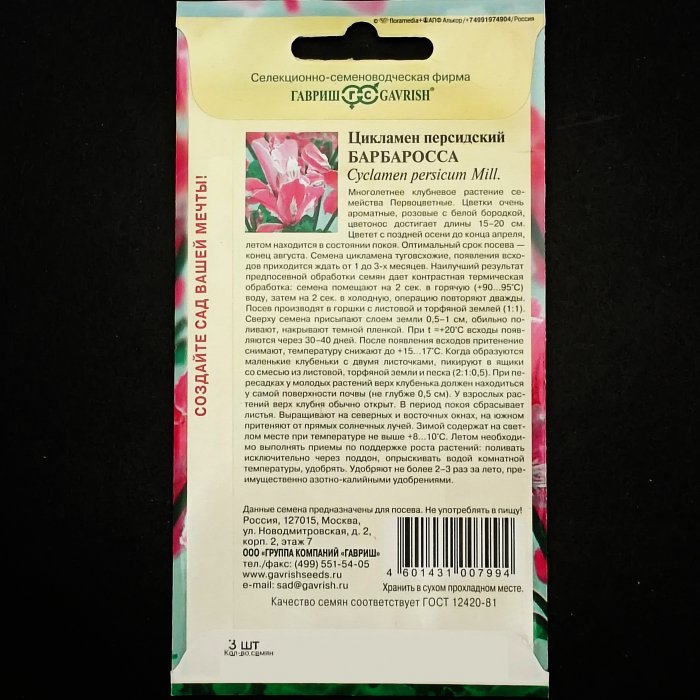 © floramedia+АПФ Алькор/+74991974904/Россия
Селекционно-семеноводческая фирма
ГАВРИШ GAVRISH®
СОЗДАЙТЕ САД ВАШЕЙ МЕЧТЫ!
Цикламен персидский
БАРБАРОССА
Cyclamen persicum Mill.
Многолетнее клубневое растение се-
мейства Первоцветные. Цветки очень
ароматные, розовые с белой бородкой,
цветонос достигает длины 15–20 см.
Цветет с поздней осени до конца апреля,
летом находится в состоянии покоя. Оптимальный срок посева —
конец августа. Семена цикламена туговсхожие, появления всхо-
дов приходится ждать от 1 до 3-х месяцев. Наилучший результат
предпосевной обработки семян дает контрастная термическая
обработка: семена помещают на 2 сек. в горячую (+90...95˚С)
воду, затем на 2 сек. в холодную, операцию повторяют дважды.
Посев производят в горшки с листовой и торфяной землей (1:1).
Сверху семена присыпают слоем земли 0,5–1 см, обильно по-
ливают, накрывают темной пленкой. При t =+20˚С всходы появ-
ляются через 30–40 дней. После появления всходов притенение
снимают, температуру снижают до +15...17˚С. Когда образуются
маленькие клубеньки с двумя листочками, пикируют в ящики
со смесью из листовой, торфяной земли и песка (2:1:0,5). При пе-
ресадках у молодых растений верх клубенька должен находиться
у самой поверхности почвы (не глубже 0,5 см). У взрослых расте-
ний верх клубня обычно открыт. В период покоя сбрасывает
листья. Выращивают на северных и восточных окнах, на южном
притеняют от прямых солнечных лучей. Зимой содержат на свет-
лом месте при температуре не выше +8...10˚С. Летом необходи-
мо выполнять приемы по поддержке роста растений: поливать
исключительно через поддон, опрыскивать водой комнатной
температуры, удобрять. Удобряют не более 2–3 раз за лето, пре-
имущественно азотно-калийными удобрениями.
Данные семена предназначены для посева. Не употреблять в пищу!
Россия, 127015, Москва,
ул. Новодмитровская, д. 2,
корп. 2, этаж 7
ООО «ГРУППА КОМПАНИЙ «ГАВРИШ»
тел./факс: (499) 551-54-05
www.gavrishseeds.ru
e-mail: sad@gavrish.ru
4 601431 007994
Хранить в сухом прохладном месте.
Качество семян соответствует ГОСТ 12420-81
3 шт
Кол-во семян